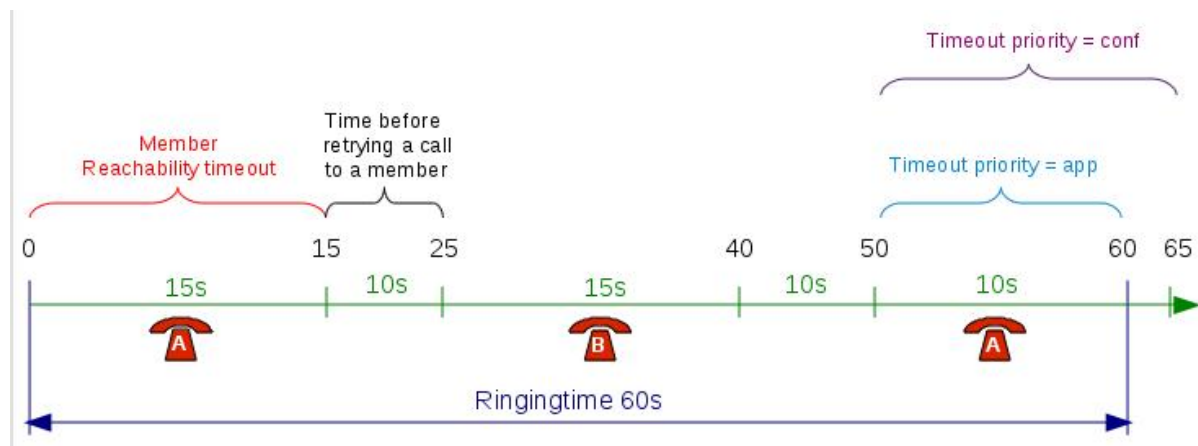 Timeout priority = conf
Time before
retrying a call
to a member
Member
Reachability timeout
Timeout priority = app
0 15 25 40 50 60 65
15s 10s 15s 10s 10s
A B A
Ringingtime 60s